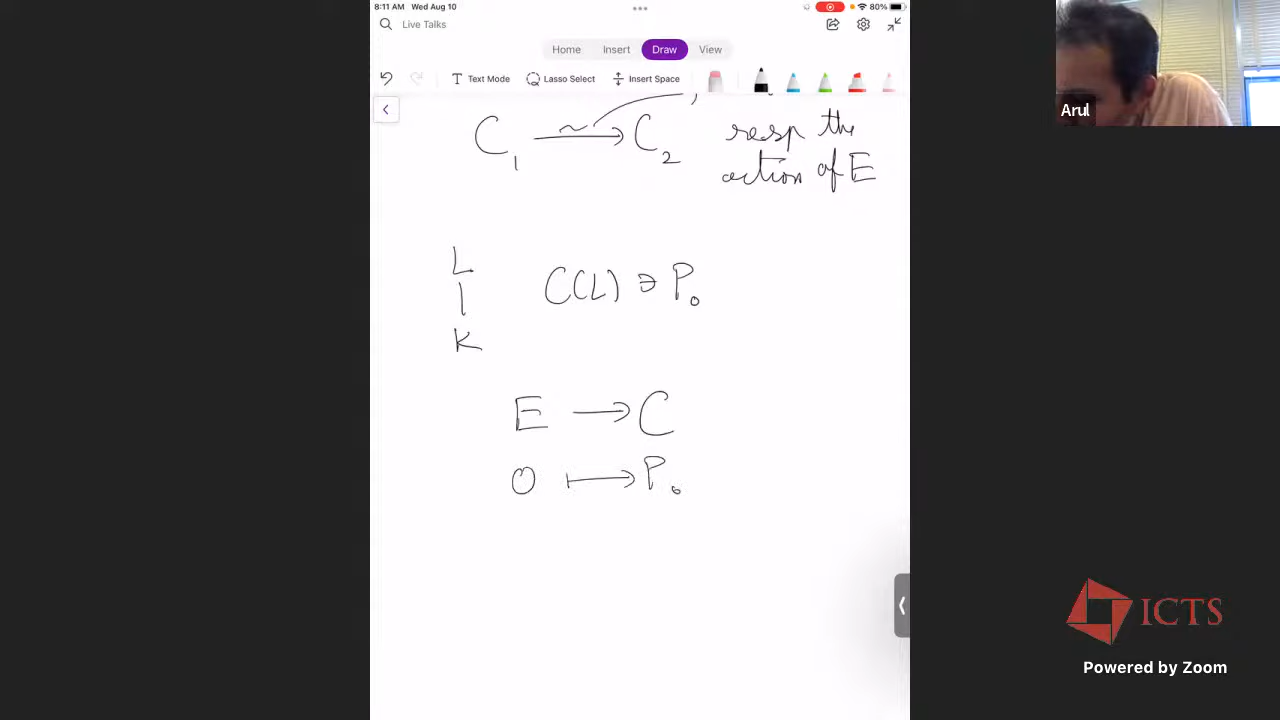 8:11 AM Wed Aug 10
80%
Live Talks
Home Insert Draw View
Text Mode Lasso Select Insert Space
Arul
C₁ ⟶ C₂ resp the
~
action of E
L
| C(L) ∋ P₀
K
E ⟶ C
O ⟼ P₀
ICTS
Powered by Zoom